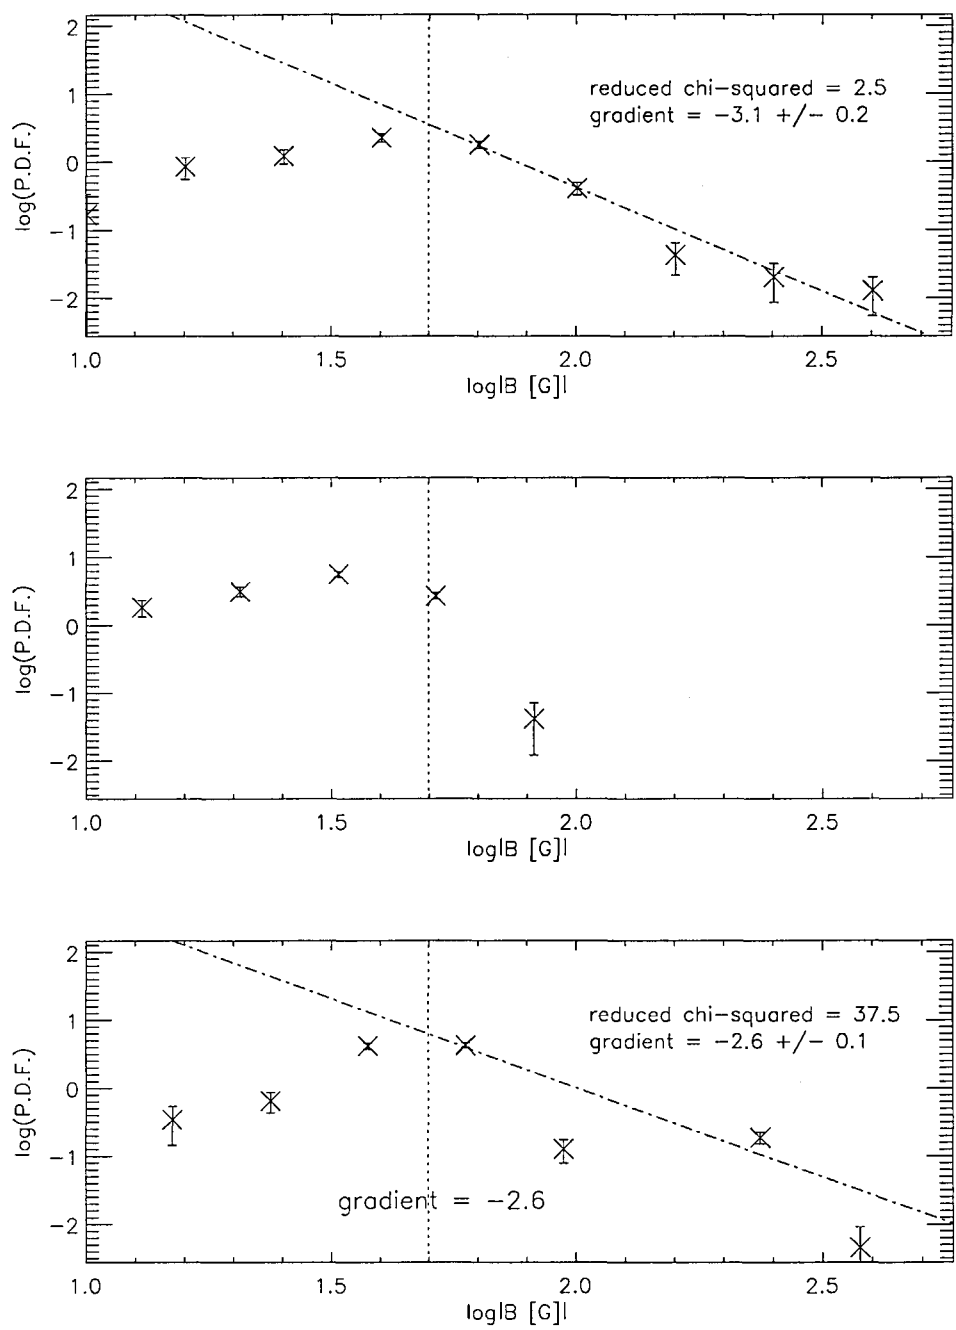 2
1
0
−1
−2
log(P.D.F.)
reduced chi−squared = 2.5
gradient = −3.1 +/− 0.2
1.0 1.5 2.0 2.5
log|B [G]|
2
1
0
−1
−2
log(P.D.F.)
1.0 1.5 2.0 2.5
log|B [G]|
2
1
0
−1
−2
log(P.D.F.)
reduced chi−squared = 37.5
gradient = −2.6 +/− 0.1
gradient = −2.6
1.0 1.5 2.0 2.5
log|B [G]|